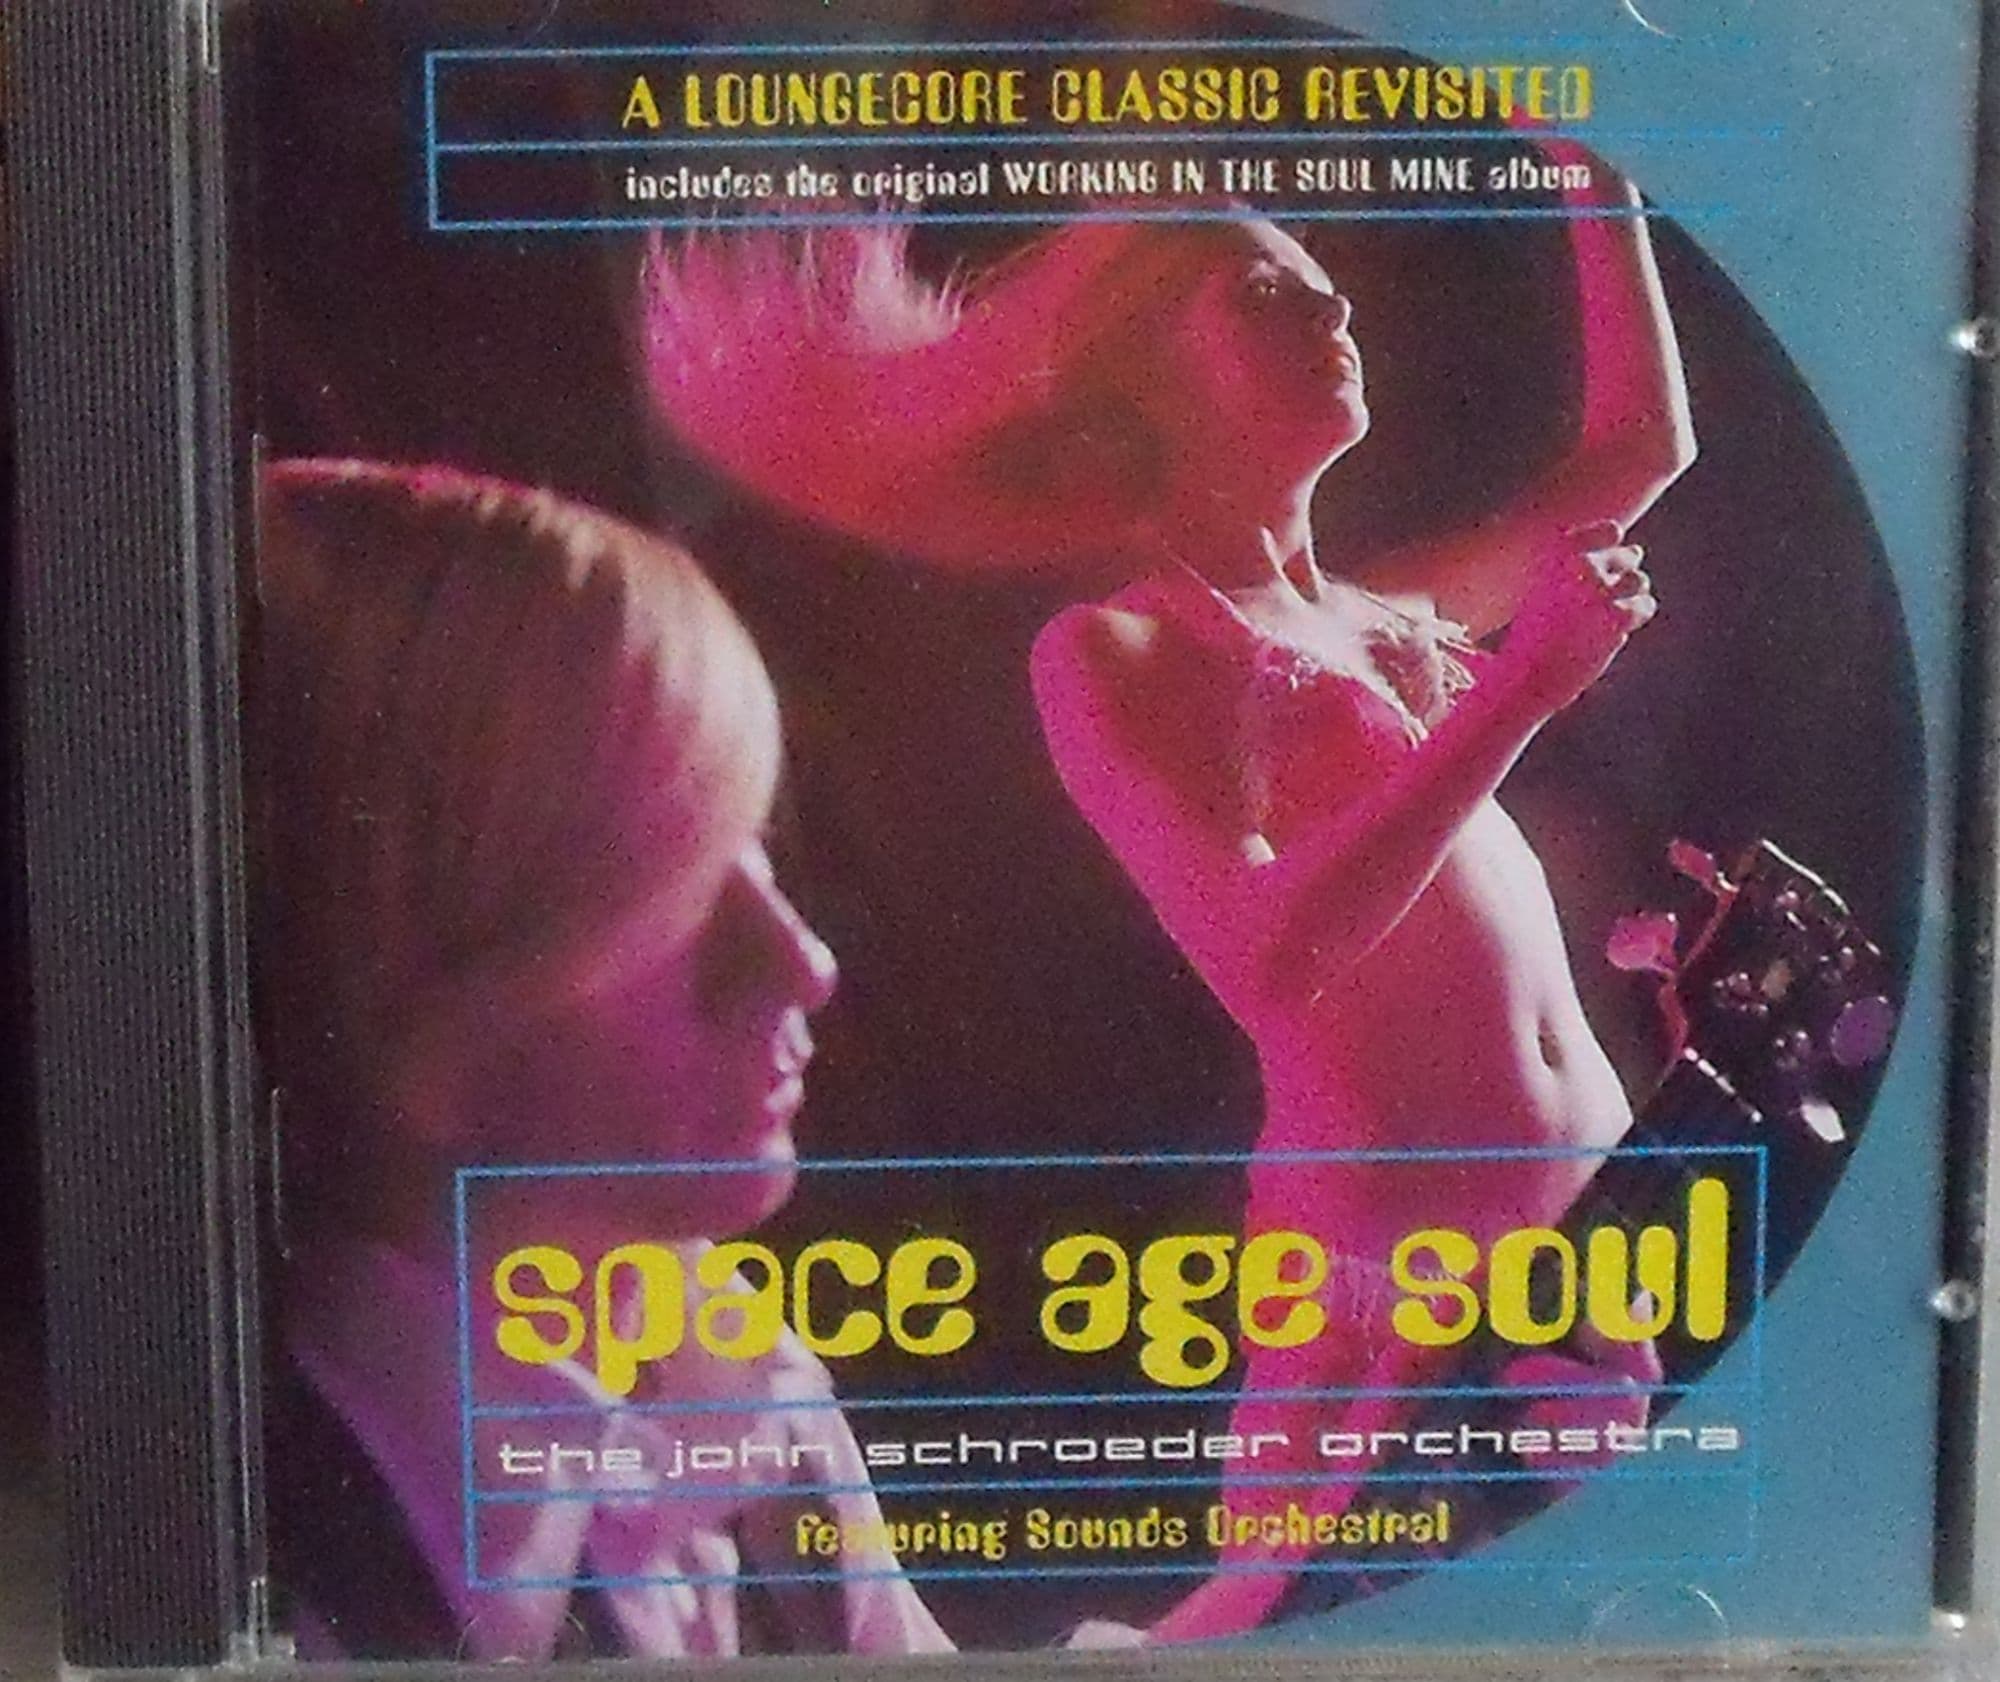 A LOUNGECORE CLASSIC REVISITED
includes the original WORKING IN THE SOUL MINE album
space age soul
the john schroeder orchestra
featuring Sounds Orchestral